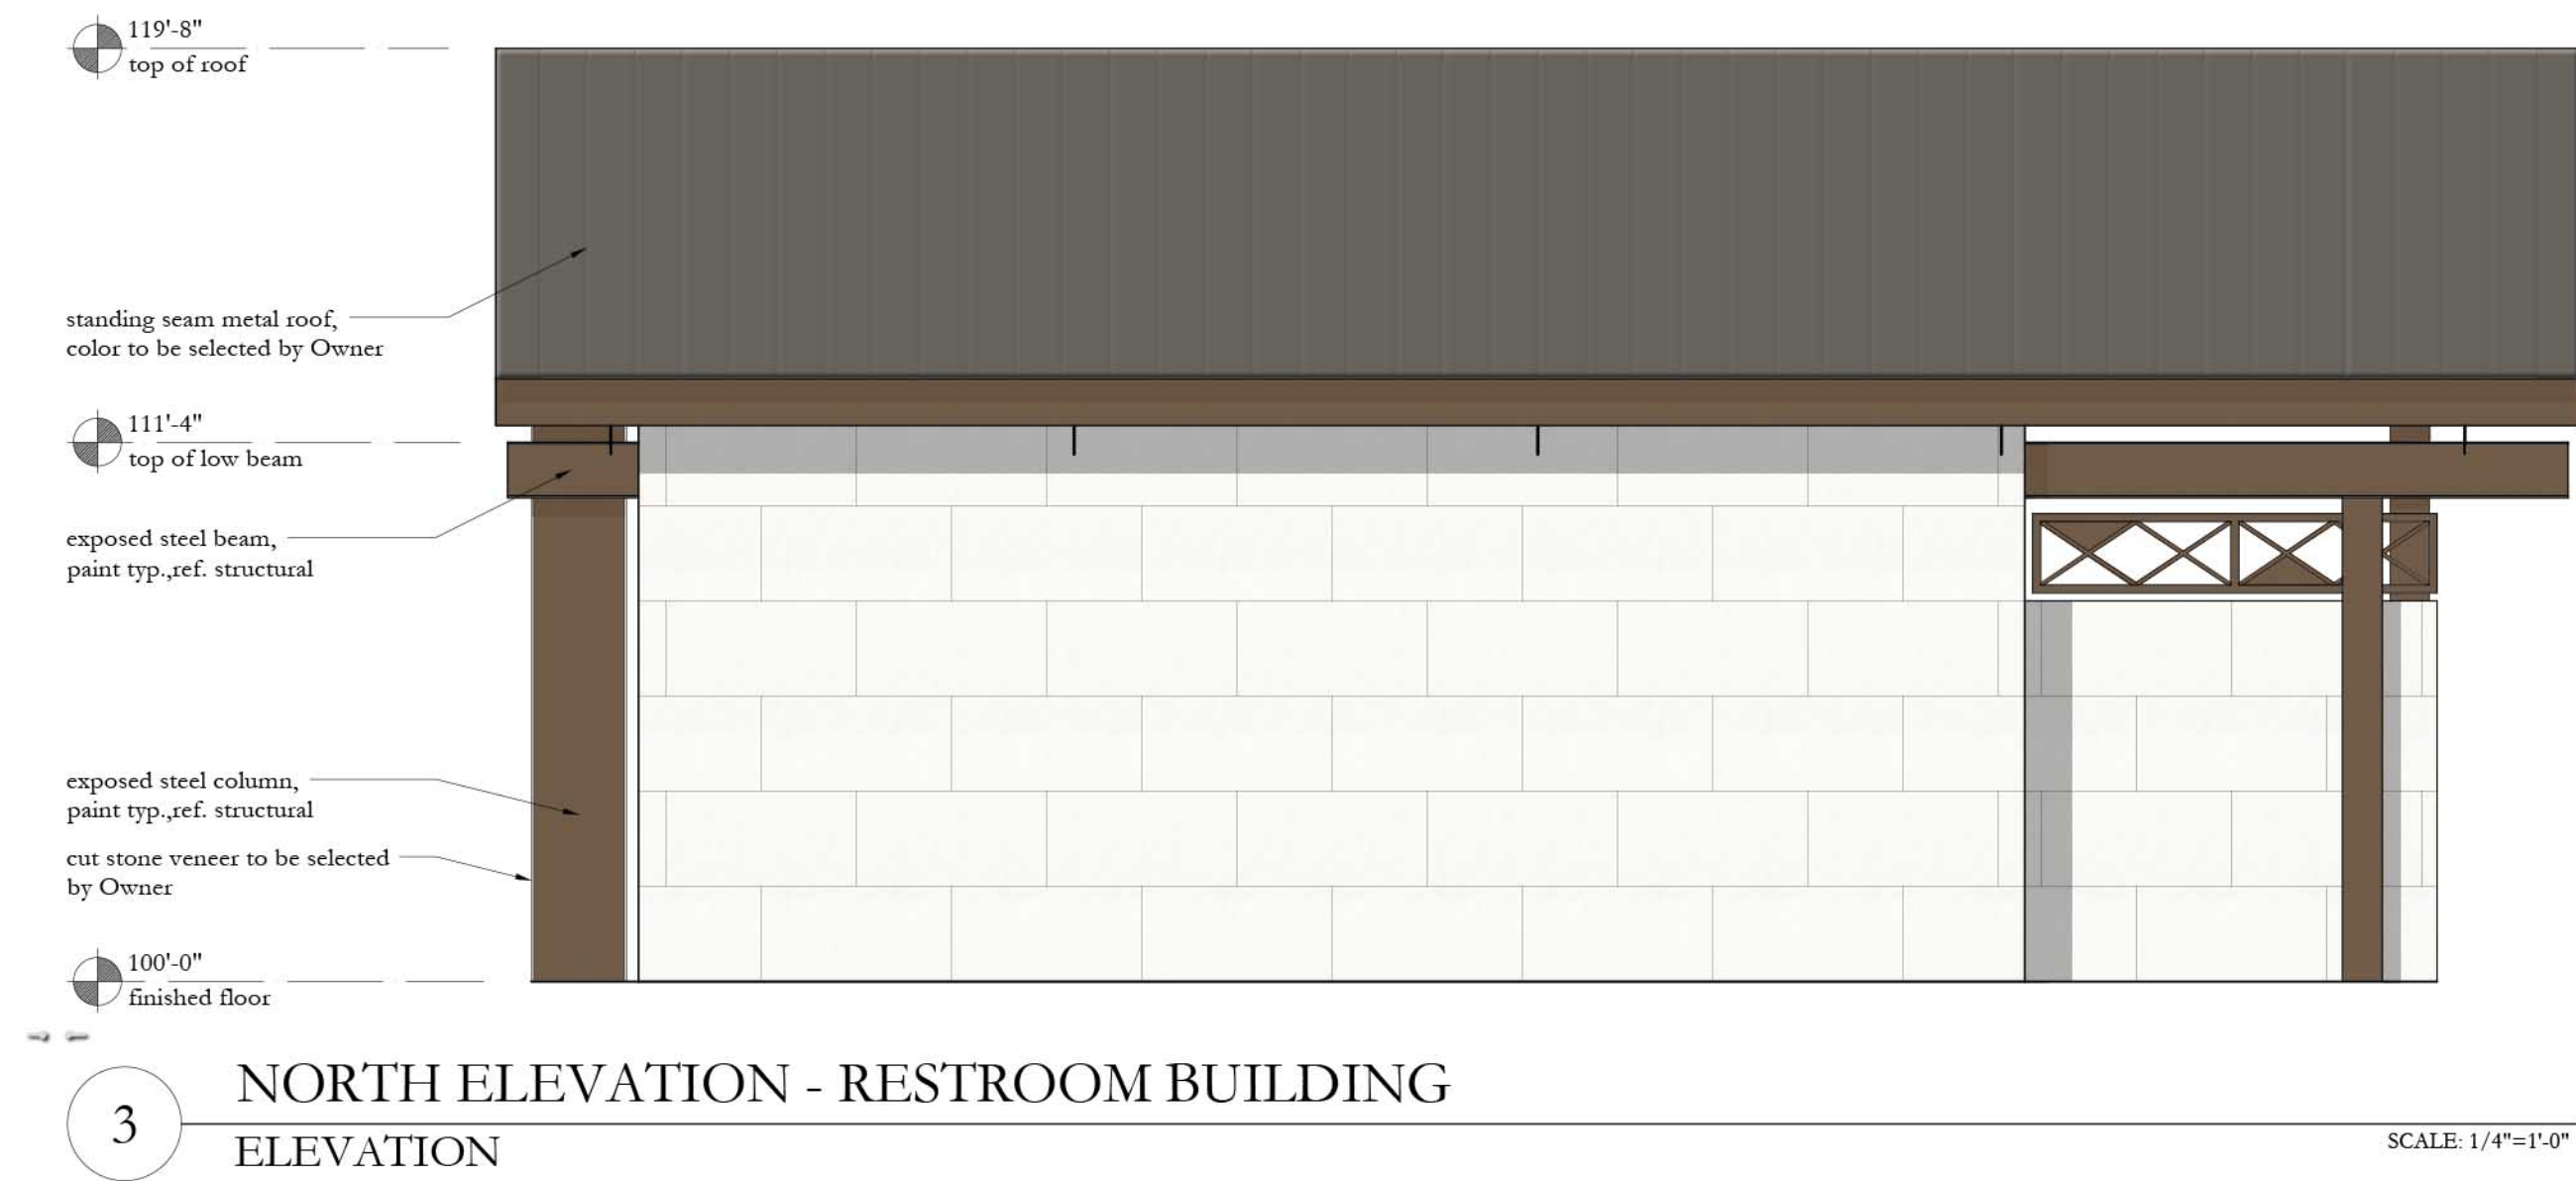 119'-8"
top of roof
standing seam metal roof,
color to be selected by Owner
111'-4"
top of low beam
exposed steel beam,
paint typ.,ref. structural
exposed steel column,
paint typ.,ref. structural
cut stone veneer to be selected
by Owner
100'-0"
finished floor
3
NORTH ELEVATION - RESTROOM BUILDING
ELEVATION
SCALE: 1/4"=1'-0"